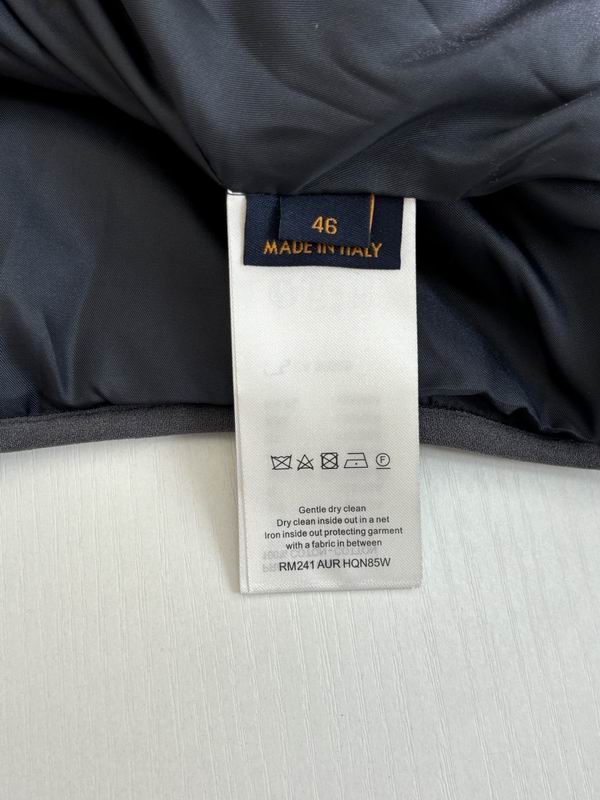 46
MADE IN ITALY
Gentle dry clean
Dry clean inside out in a net
Iron inside out protecting garment
with a fabric in between
RM241 AUR HQN85W